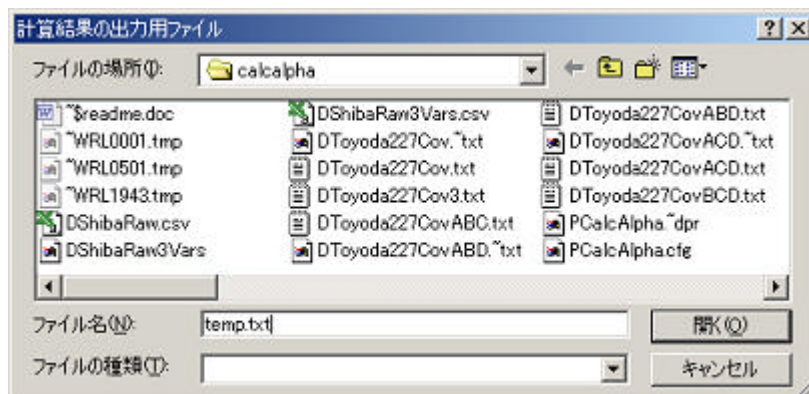 計算結果の出力用ファイル
ファイルの場所(I): calcalpha
~$readme.doc DShibaRaw3Vars.csv DToyoda227CovABD.txt
~WRL0001.tmp DToyoda227Cov.~txt DToyoda227CovACD.~txt
~WRL0501.tmp DToyoda227Cov.txt DToyoda227CovACD.txt
~WRL1943.tmp DToyoda227Cov3.txt DToyoda227CovBCD.txt
DShibaRaw.csv DToyoda227CovABC.txt PCalcAlpha.~dpr
DShibaRaw3Vars DToyoda227CovABD.~txt PCalcAlpha.cfg
ファイル名(N): temp.txt 開く(O)
ファイルの種類(T): キャンセル